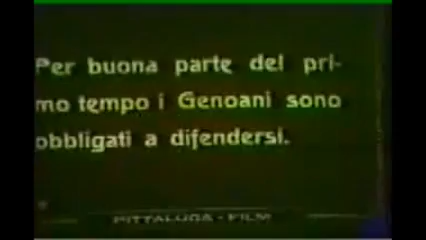 Per buona parte del pri-
mo tempo i Genoani sono
obbligati a difendersi.
PITTALUGA - FILM